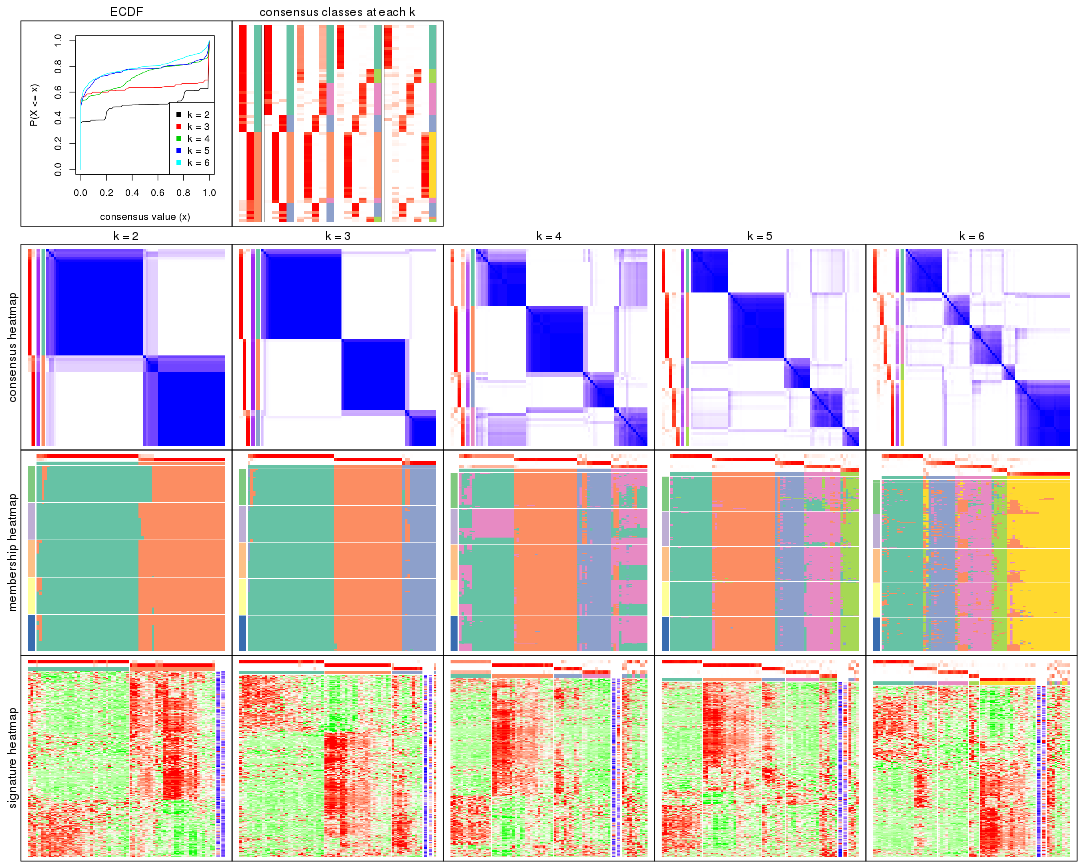 ECDF
consensus classes at each k
P(X <= x)
0.0
0.2
0.4
0.6
0.8
1.0
k = 2
k = 3
k = 4
k = 5
k = 6
0.0 0.2 0.4 0.6 0.8 1.0
consensus value (x)
k = 2
k = 3
k = 4
k = 5
k = 6
consensus heatmap
membership heatmap
signature heatmap